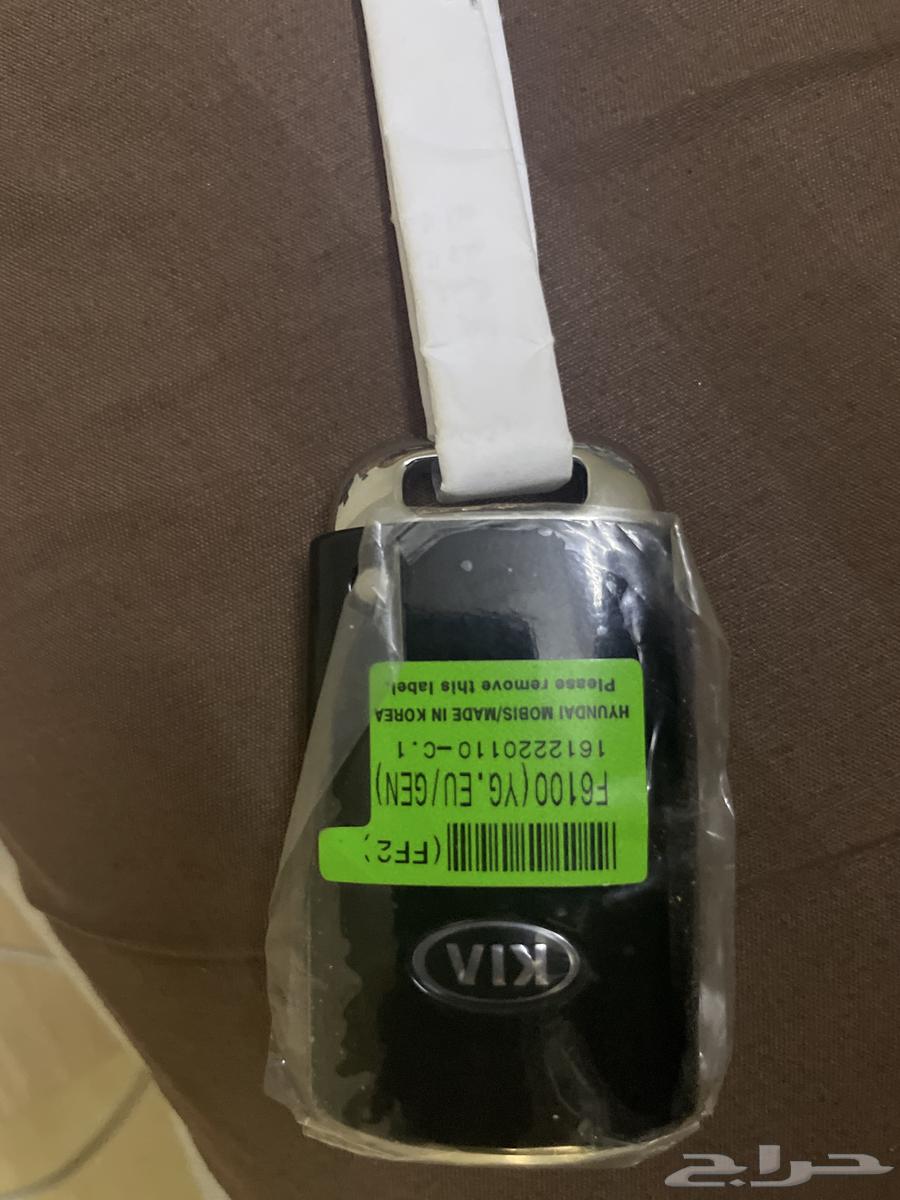 KIA
(FF2)
F6100(YG.EU/GEN)
1612220110-C.1
HYUNDAI MOBIS/MADE IN KOREA
Please remove this label.
حراج